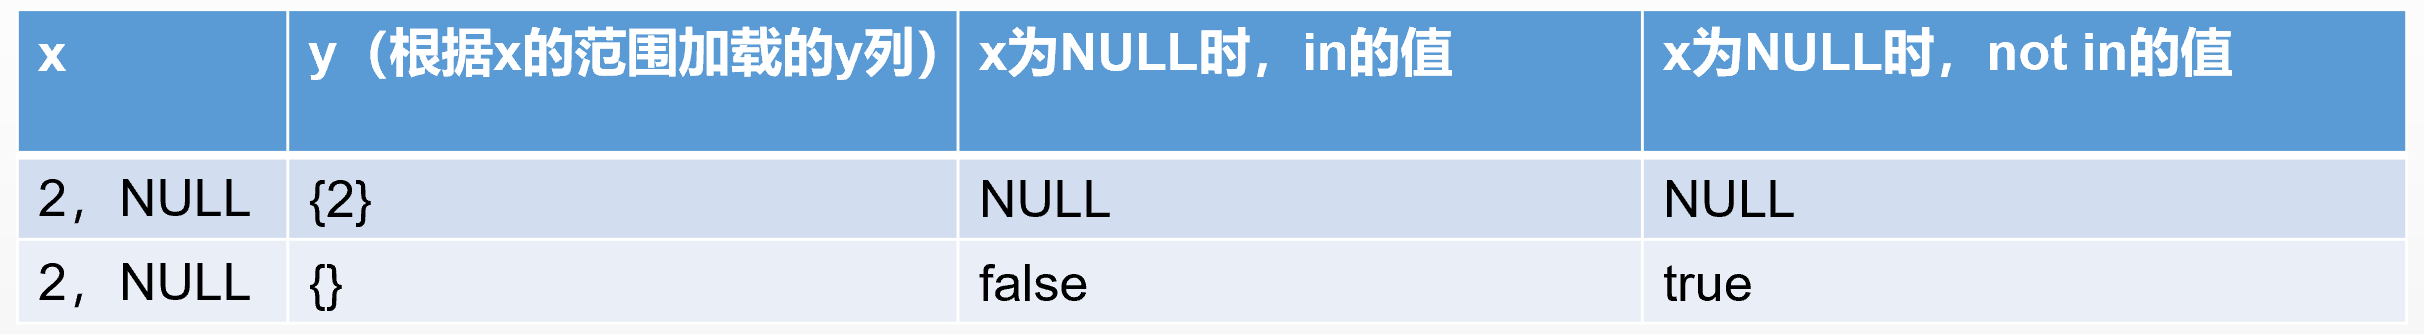 x y（根据x的范围加载的y列） x为NULL时，in的值 x为NULL时，not in的值
2，NULL {2} NULL NULL
2，NULL {} false true